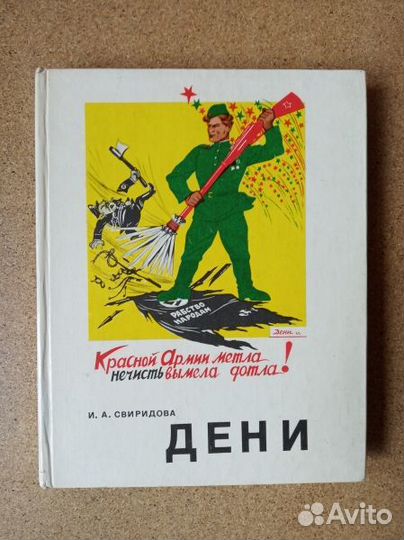 РАБСТВО
НАРОДАМ
Дени
Красной Армии метла
нечисть вымела дотла!
И. А. СВИРИДОВА
ДЕНИ
Avito